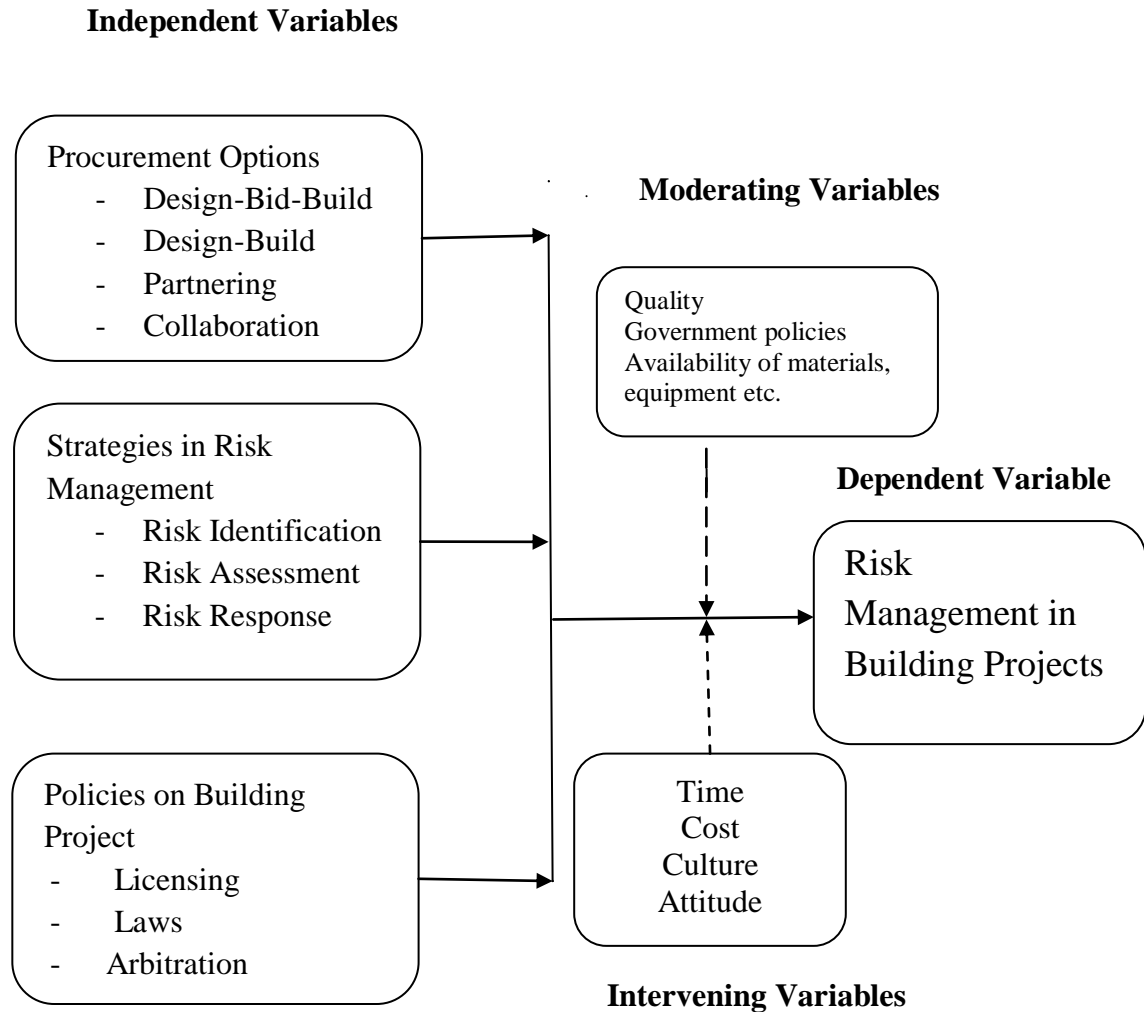 Independent Variables
Procurement Options
- Design-Bid-Build
- Design-Build
- Partnering
- Collaboration
Moderating Variables
Quality
Government policies
Availability of materials,
equipment etc.
Strategies in Risk
Management
- Risk Identification
- Risk Assessment
- Risk Response
Dependent Variable
Risk
Management in
Building Projects
Policies on Building
Project
- Licensing
- Laws
- Arbitration
Time
Cost
Culture
Attitude
Intervening Variables